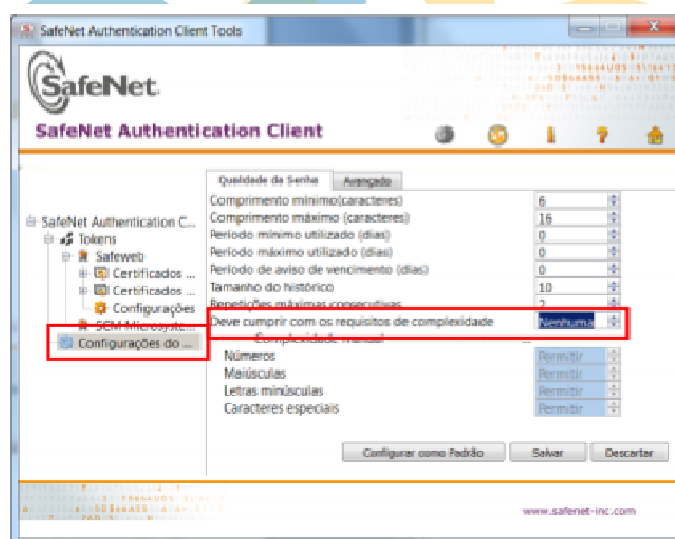 SafeNet Authentication Client Tools
SafeNet.
SafeNet Authentication Client
Qualidade da Senha
Avançado
Comprimento mínimo(caracteres) 6
Comprimento máximo (caracteres) 16
Período mínimo utilizado (dias) 0
Período máximo utilizado (dias) 0
Período de aviso de vencimento (dias) 0
Tamanho do histórico 10
Repetições máximas consecutivas
Deve cumprir com os requisitos de complexidade Nenhuma
Complexidade manual
Números Permitir
Maiúsculas Permitir
Letras minúsculas Permitir
Caracteres especiais Permitir
SafeNet Authentication C...
Tokens
Safeweb
Certificados ...
Certificados ...
Configurações
SCM Microsyste...
Configurações do ...
Configurar como Padrão
Salvar
Descartar
www.safenet-inc.com